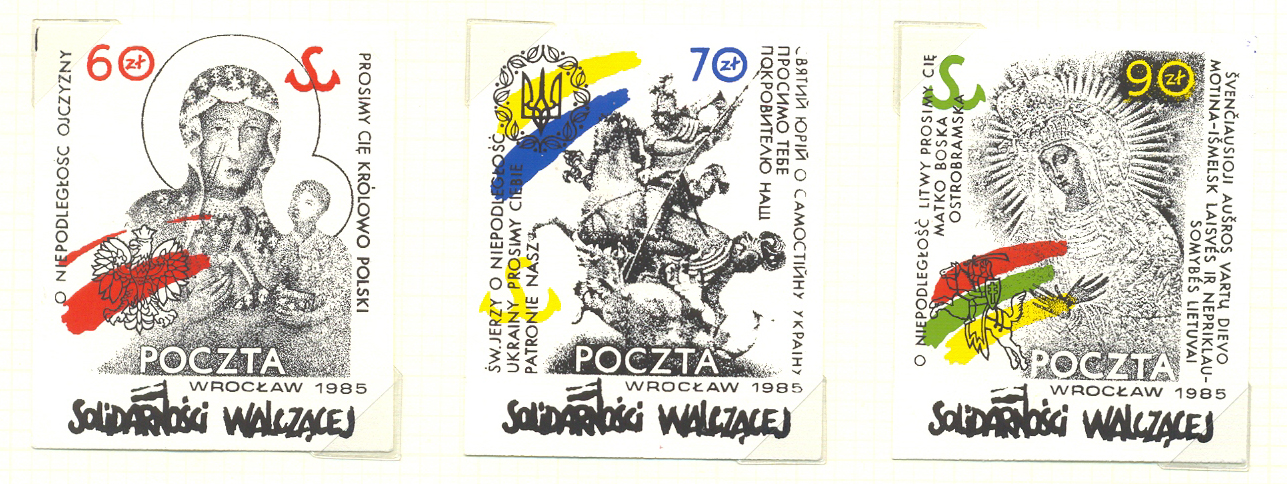 60 zł
O NIEPODLEGŁOŚĆ OJCZYZNY
PROSIMY CIĘ KRÓLOWO POLSKI
POCZTA
WROCŁAW 1985
SOLIDARNOŚCI WALCZĄCEJ
70 zł
ŚW.JERZY O NIEPODLEGŁOŚĆ
UKRAINY PROSIMY CIEBIE
PATRONIE NASZ
СВЯТИЙ ЮРІЙ О САМОСТІЙНУ УКРАЇНУ
ПРОСИМО ТЕБЕ
ПОКРОВИТЕЛЮ НАШ
POCZTA
WROCŁAW 1985
SOLIDARNOŚCI WALCZĄCEJ
90 zł
O NIEPODLEGŁOŚĆ LITWY PROSIMY CIĘ
MATKO BOSKA
OSTROBRAMSKA
ŠVENČIAUSIOJI AUŠROS VARTŲ DIEVO
MOTINA-IŠMELSK LAISVĖS IR NEPRIKLAU-
SOMYBĖS LIETUVAI
POCZTA
WROCŁAW 1985
SOLIDARNOŚCI WALCZĄCEJ